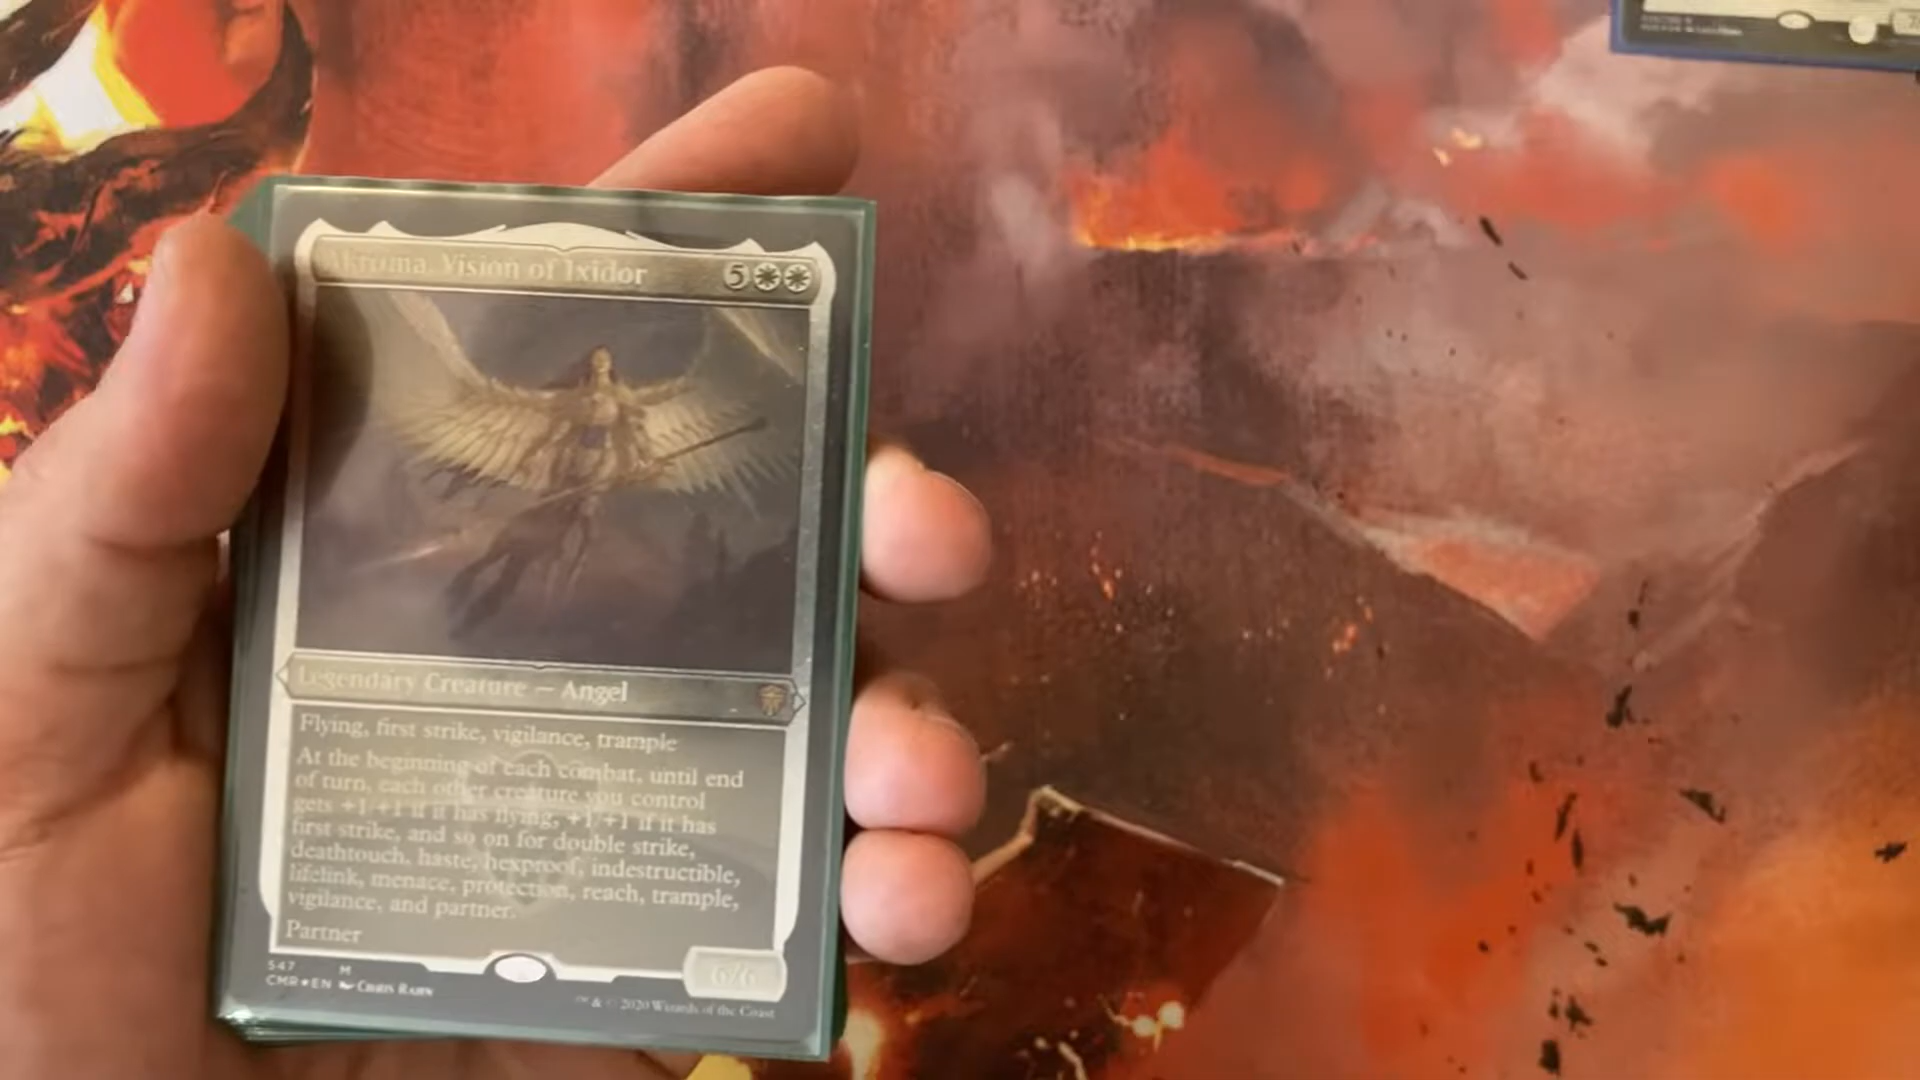 Akroma, Vision of Ixidor 5
Legendary Creature — Angel
Flying, first strike, vigilance, trample
At the beginning of each combat, until end
of turn, each other creature you control
gets +1/+1 if it has flying, +1/+1 if it has
first strike, and so on for double strike,
deathtouch, haste, hexproof, indestructible,
lifelink, menace, protection, reach, trample,
vigilance, and partner.
Partner
6/6
547 M
CMR★EN Chris Rahn
™ & © 2020 Wizards of the Coast